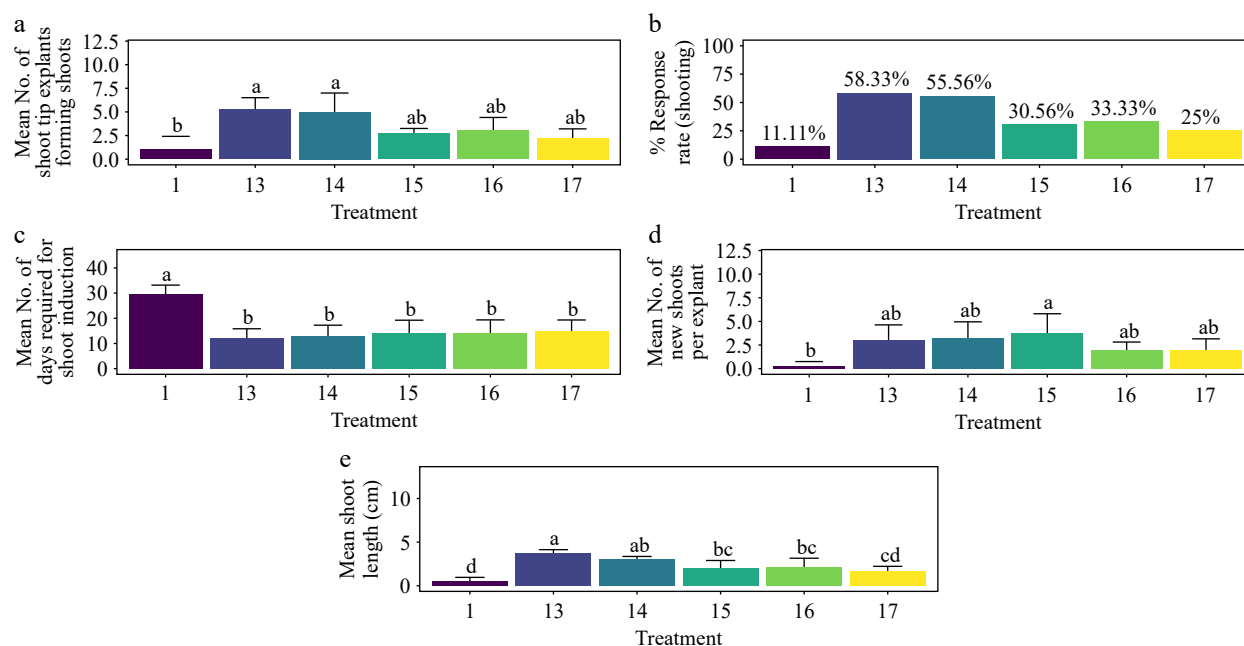 a
Mean No. of
shoot tip explants
forming shoots
12.5
10.0
7.5
5.0
2.5
0.0
b a a ab ab ab
1 13 14 15 16 17
Treatment
b
% Response
rate (shooting)
100
75
50
25
0
11.11% 58.33% 55.56% 30.56% 33.33% 25%
1 13 14 15 16 17
Treatment
c
Mean No. of
days required for
shoot induction
40
30
20
10
0
a b b b b b
1 13 14 15 16 17
Treatment
d
Mean No. of
new shoots
per explant
12.5
10.0
7.5
5.0
2.5
0.0
b ab ab a ab ab
1 13 14 15 16 17
Treatment
e
Mean shoot
length (cm)
10
5
0
d a ab bc bc cd
1 13 14 15 16 17
Treatment